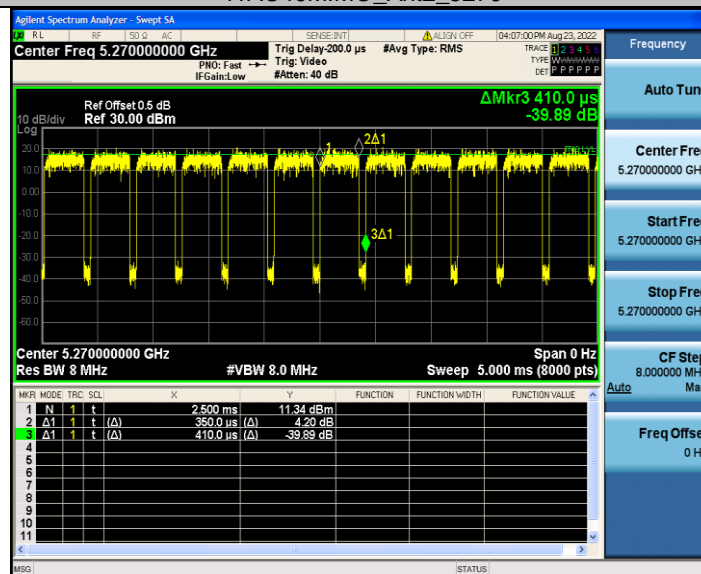 Agilent Spectrum Analyzer - Swept SA
RL RF 50 Ω AC SENSE:INT ALIGN OFF 04:07:00 PM Aug 23, 2022
Center Freq 5.270000000 GHz
PNO: Fast
IFGain:Low
Trig Delay-200.0 µs
Trig: Video
#Atten: 40 dB
#Avg Type: RMS
TRACE 1 2 3 4 5 6
TYPE W
DET P P P P P P
Frequency
Ref Offset 0.5 dB
10 dB/div Ref 30.00 dBm
Log
ΔMkr3 410.0 µs
-39.89 dB
20.0
10.0
0.00
-10.0
-20.0
-30.0
-40.0
-50.0
-60.0
1
2Δ1
3Δ1
Center 5.270000000 GHz
Span 0 Hz
Res BW 8 MHz #VBW 8.0 MHz Sweep 5.000 ms (8000 pts)
MKR MODE TRC SCL X Y FUNCTION FUNCTION WIDTH FUNCTION VALUE
1 N 1 t 2.500 ms 11.34 dBm
2 Δ1 1 t (Δ) 350.0 µs (Δ) 4.20 dB
3 Δ1 1 t (Δ) 410.0 µs (Δ) -39.89 dB
4
5
6
7
8
9
10
11
Auto Tun
Center Fre
5.270000000 GH
Start Fre
5.270000000 GH
Stop Fre
5.270000000 GH
CF Step
8.000000 MH
Auto Ma
Freq Offse
0 H
MSG STATUS